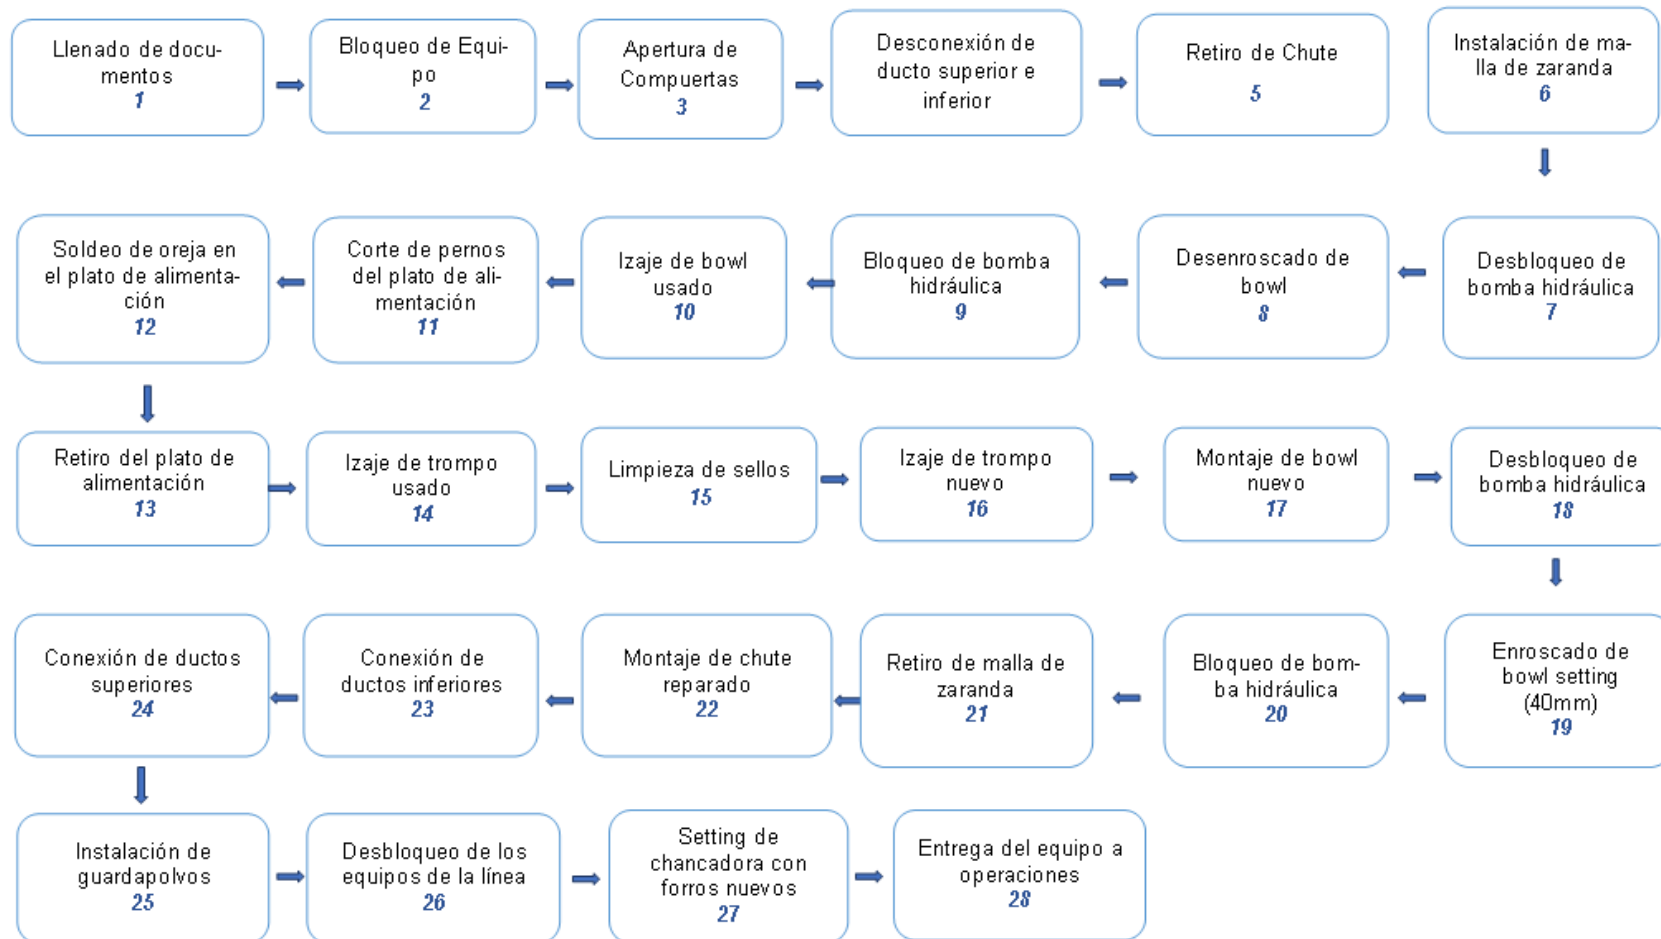 Llenado de docu-
mentos
1
Bloqueo de Equi-
po
2
Apertura de
Compuertas
3
Desconexión de
ducto superior e
inferior
Retiro de Chute
5
Instalación de ma-
lla de zaranda
6
Desbloqueo de
bomba hidráulica
7
Desenroscado de
bowl
8
Bloqueo de bomba
hidráulica
9
Izaje de bowl
usado
10
Corte de pernos
del plato de ali-
mentación
11
Soldeo de oreja en
el plato de alimenta-
ción
12
Retiro del plato de
alimentación
13
Izaje de trompo
usado
14
Limpieza de sellos
15
Izaje de trompo
nuevo
16
Montaje de bowl
nuevo
17
Desbloqueo de
bomba hidráulica
18
Enroscado de
bowl setting
(40mm)
19
Bloqueo de bom-
ba hidráulica
20
Retiro de malla de
zaranda
21
Montaje de chute
reparado
22
Conexión de
ductos inferiores
23
Conexión de ductos
superiores
24
Instalación de
guardapolvos
25
Desbloqueo de los
equipos de la línea
26
Setting de
chancadora con
forros nuevos
27
Entrega del equipo a
operaciones
28